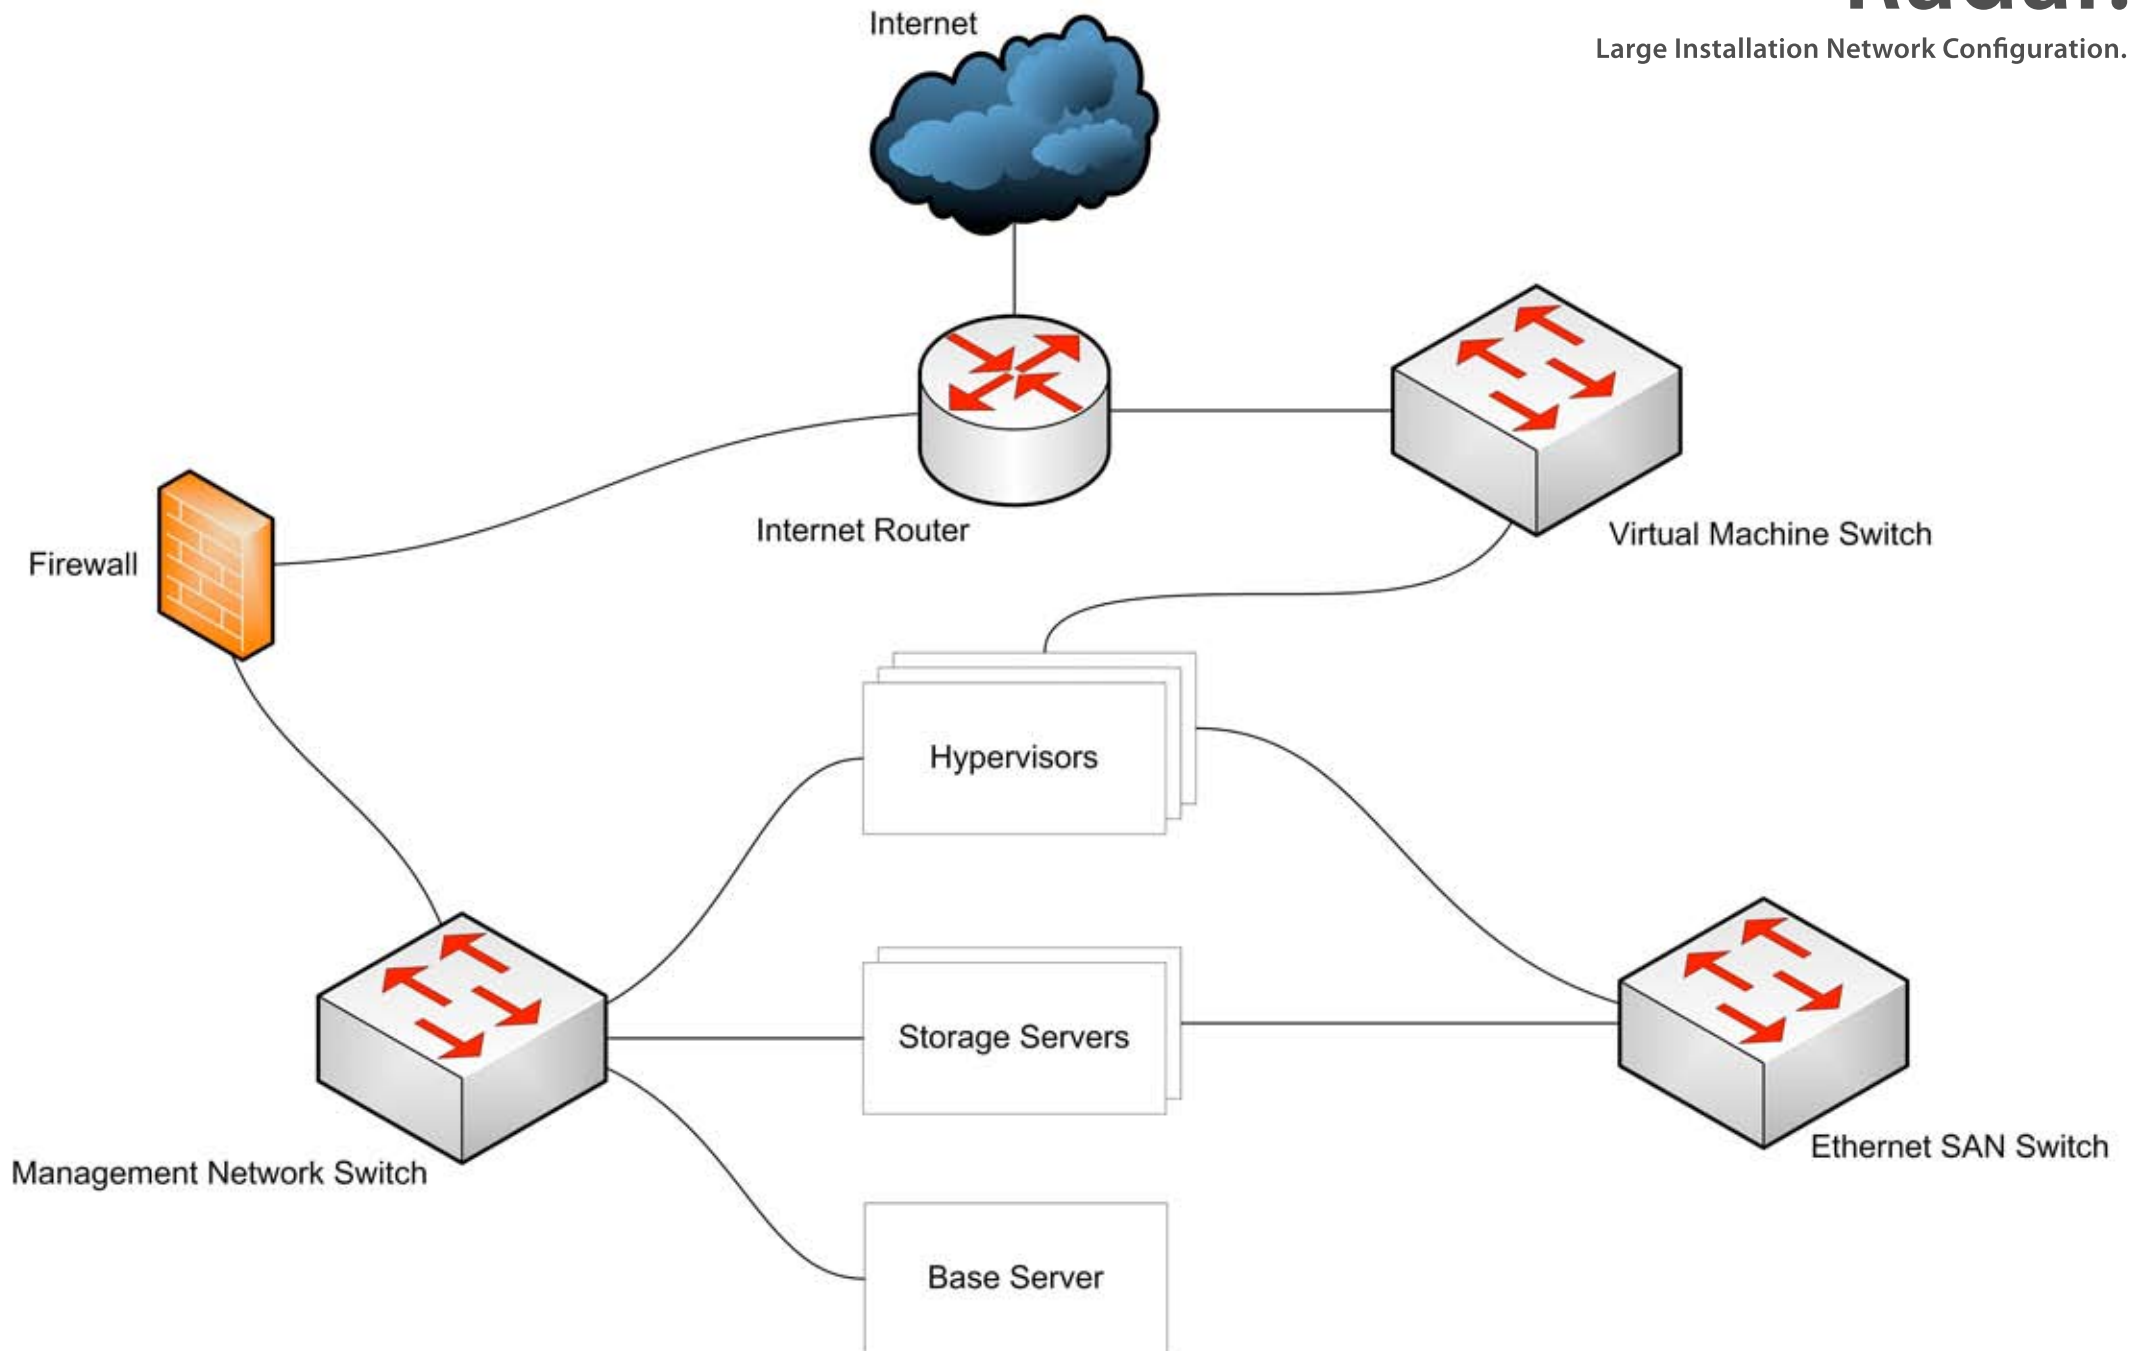 Internet
Large Installation Network Configuration.
Internet Router
Virtual Machine Switch
Firewall
Hypervisors
Storage Servers
Ethernet SAN Switch
Management Network Switch
Base Server